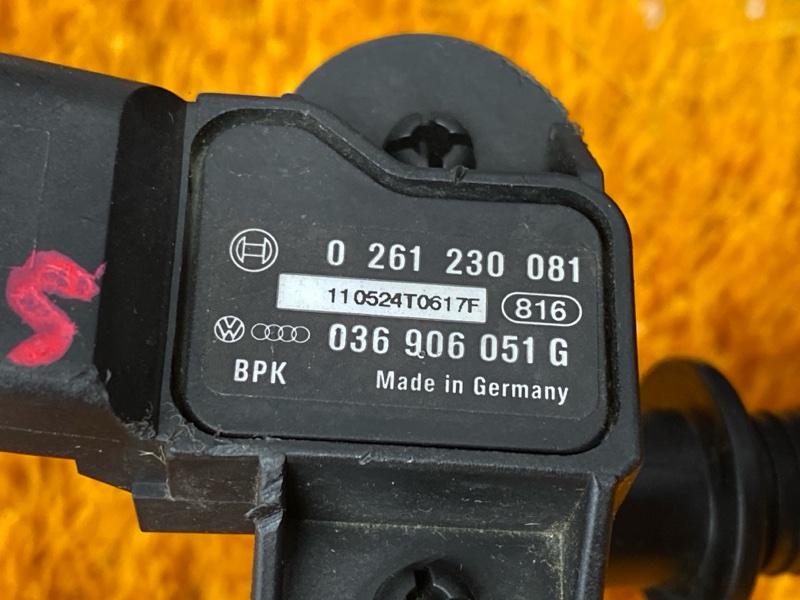 0 261 230 081
110524T0617F 816
036 906 051 G
BPK Made in Germany
S